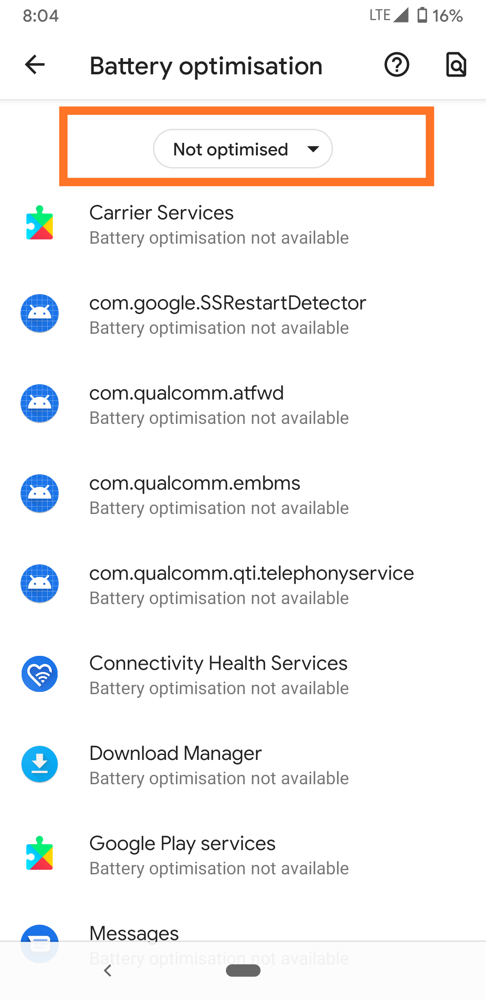 8:04 LTE 16%
Battery optimisation
Not optimised
Carrier Services
Battery optimisation not available
com.google.SSRestartDetector
Battery optimisation not available
com.qualcomm.atfwd
Battery optimisation not available
com.qualcomm.embms
Battery optimisation not available
com.qualcomm.qti.telephonyservice
Battery optimisation not available
Connectivity Health Services
Battery optimisation not available
Download Manager
Battery optimisation not available
Google Play services
Battery optimisation not available
Messages
Battery optimisation not available